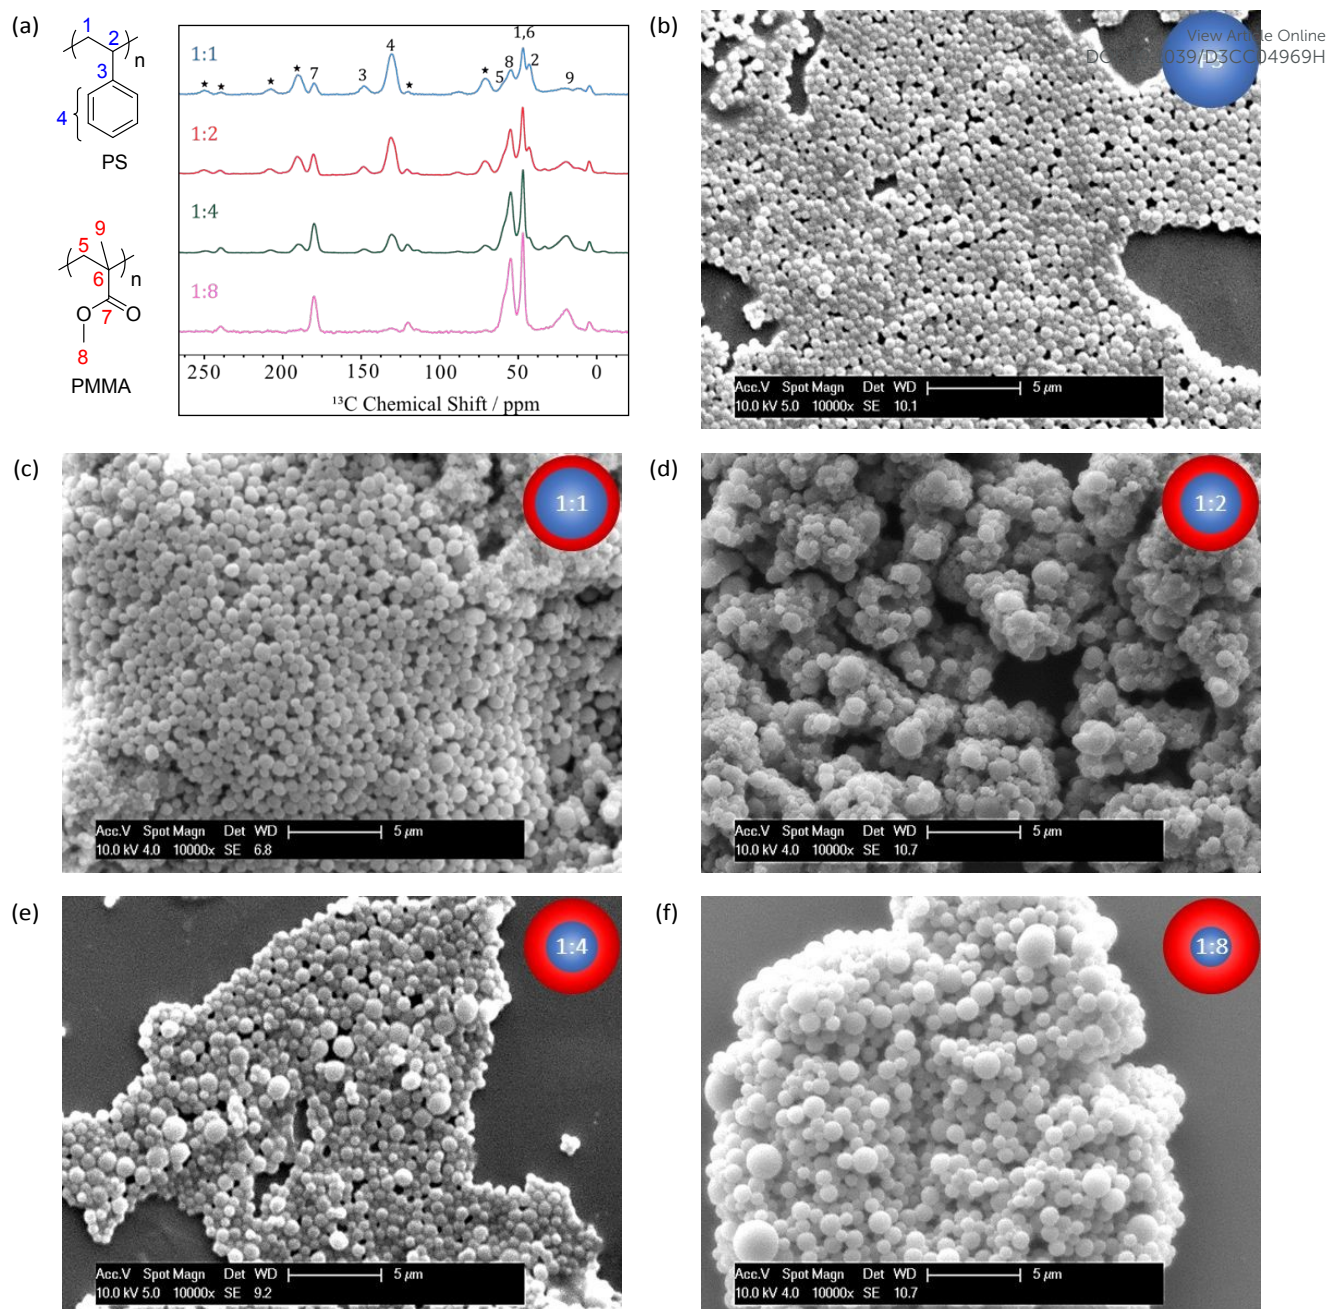 (a)
1
2
n
3
4
PS
9
5
6
n
O
7
O
8
PMMA
1:1
1:2
1:4
1:8
★ ★ ★ ★ 7 3 4 ★ ★ 5 8 1,6 2 9
250 200 150 100 50 0
¹³C Chemical Shift / ppm
(b)
View Article Online
Acc.V Spot Magn Det WD 5 µm
10.0 kV 5.0 10000x SE 10.1
(c)
1:1
Acc.V Spot Magn Det WD 5 µm
10.0 kV 4.0 10000x SE 6.8
(d)
1:2
Acc.V Spot Magn Det WD 5 µm
10.0 kV 4.0 10000x SE 10.7
(e)
1:4
Acc.V Spot Magn Det WD 5 µm
10.0 kV 5.0 10000x SE 9.2
(f)
1:8
Acc.V Spot Magn Det WD 5 µm
10.0 kV 4.0 10000x SE 10.7